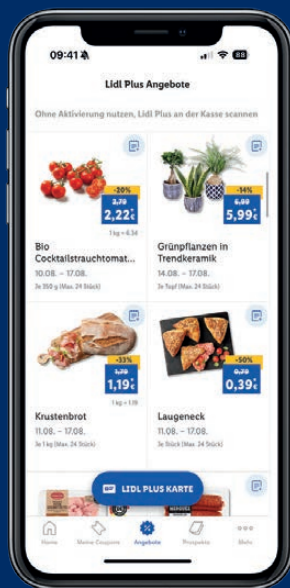 09:41
88
Lidl Plus Angebote
Ohne Aktivierung nutzen, Lidl Plus an der Kasse scannen
-20%
2,79
2,22€
1 kg = 6.34
Bio
Cocktailstrauchtomat...
10.08. – 17.08.
Je 350 g (Max. 24 Stück)
-14%
6,99
5,99€
Grünpflanzen in
Trendkeramik
14.08. – 17.08.
Je Topf (Max. 24 Stück)
-33%
1,79
1,19€
1 kg = 1.19
Krustenbrot
11.08. – 17.08.
Je 1 kg (Max. 24 Stück)
-50%
0,79
0,39€
Laugeneck
11.08. – 17.08.
Je Stück (Max. 24 Stück)
LIDL PLUS KARTE
Home
Meine Coupons
Angebote
Prospekte
Mehr